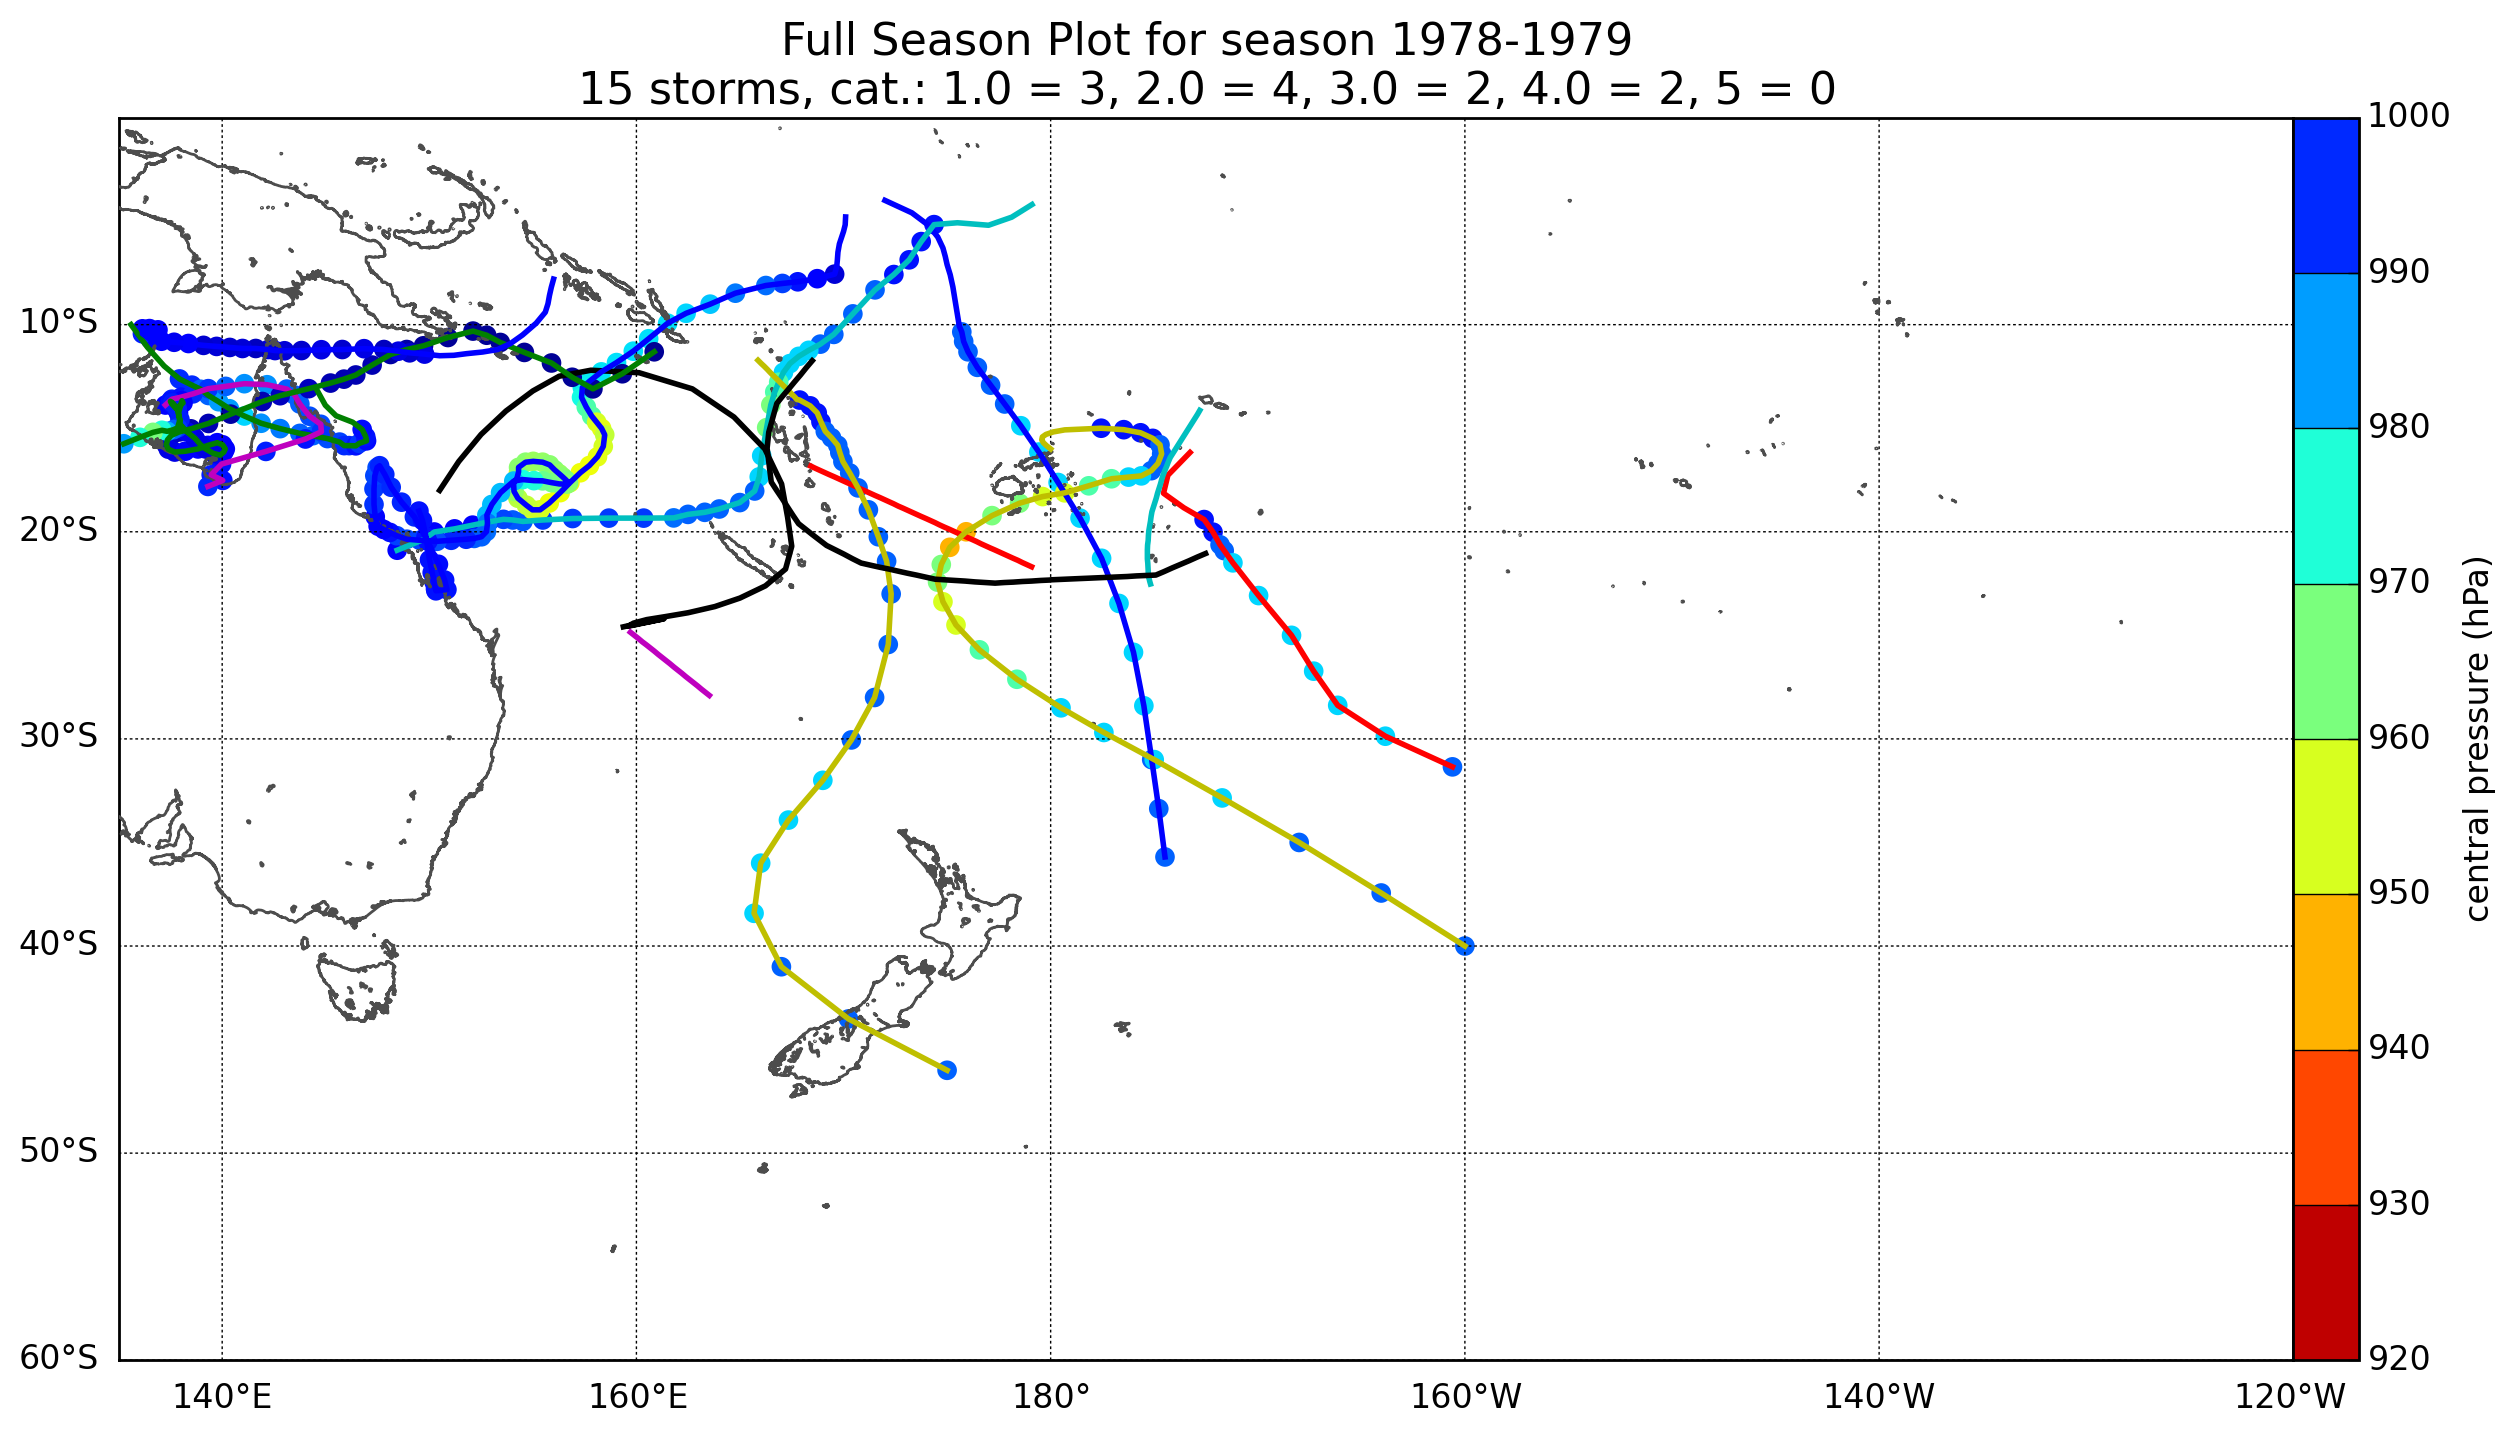 Full Season Plot for season 1978-1979
15 storms, cat.: 1.0 = 3, 2.0 = 4, 3.0 = 2, 4.0 = 2, 5 = 0
10°S
20°S
30°S
40°S
50°S
60°S
140°E
160°E
180°
160°W
140°W
120°W
1000
990
980
970
960
950
940
930
920
central pressure (hPa)